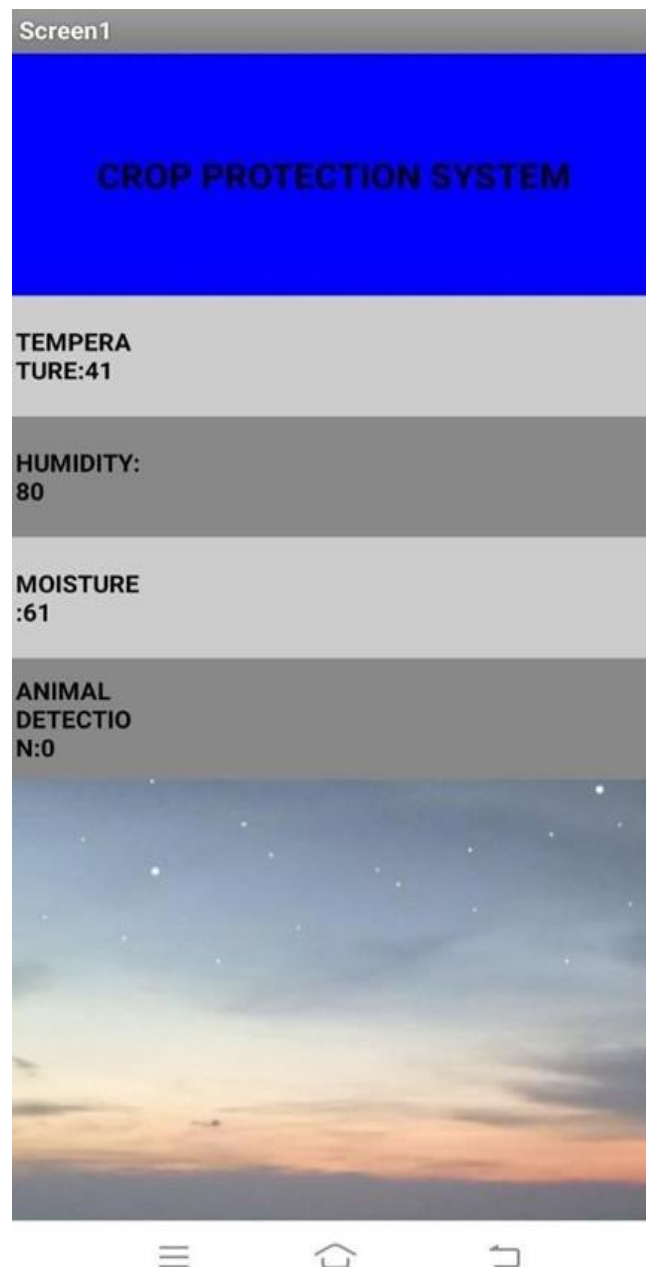 Screen1
CROP PROTECTION SYSTEM
TEMPERA
TURE:41
HUMIDITY:
80
MOISTURE
:61
ANIMAL
DETECTIO
N:0